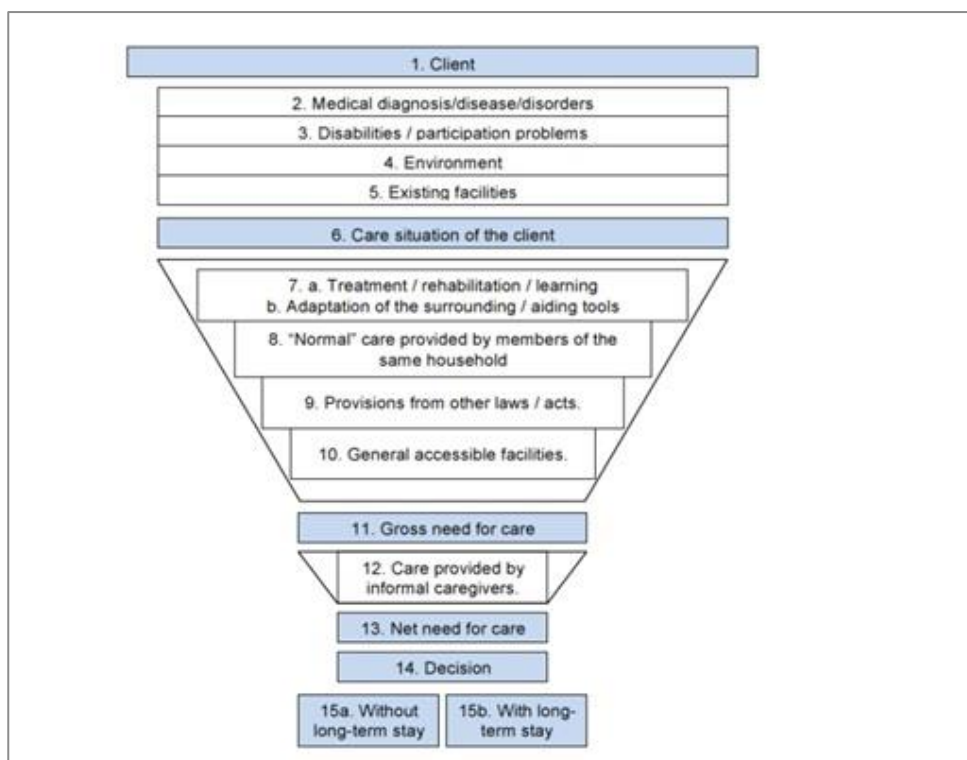 1. Client
2. Medical diagnosis/disease/disorders
3. Disabilities / participation problems
4. Environment
5. Existing facilities
6. Care situation of the client
7. a. Treatment / rehabilitation / learning
b. Adaptation of the surrounding / aiding tools
8. “Normal” care provided by members of the
same household
9. Provisions from other laws / acts.
10. General accessible facilities.
11. Gross need for care
12. Care provided by
informal caregivers.
13. Net need for care
14. Decision
15a. Without
long-term stay
15b. With long-
term stay